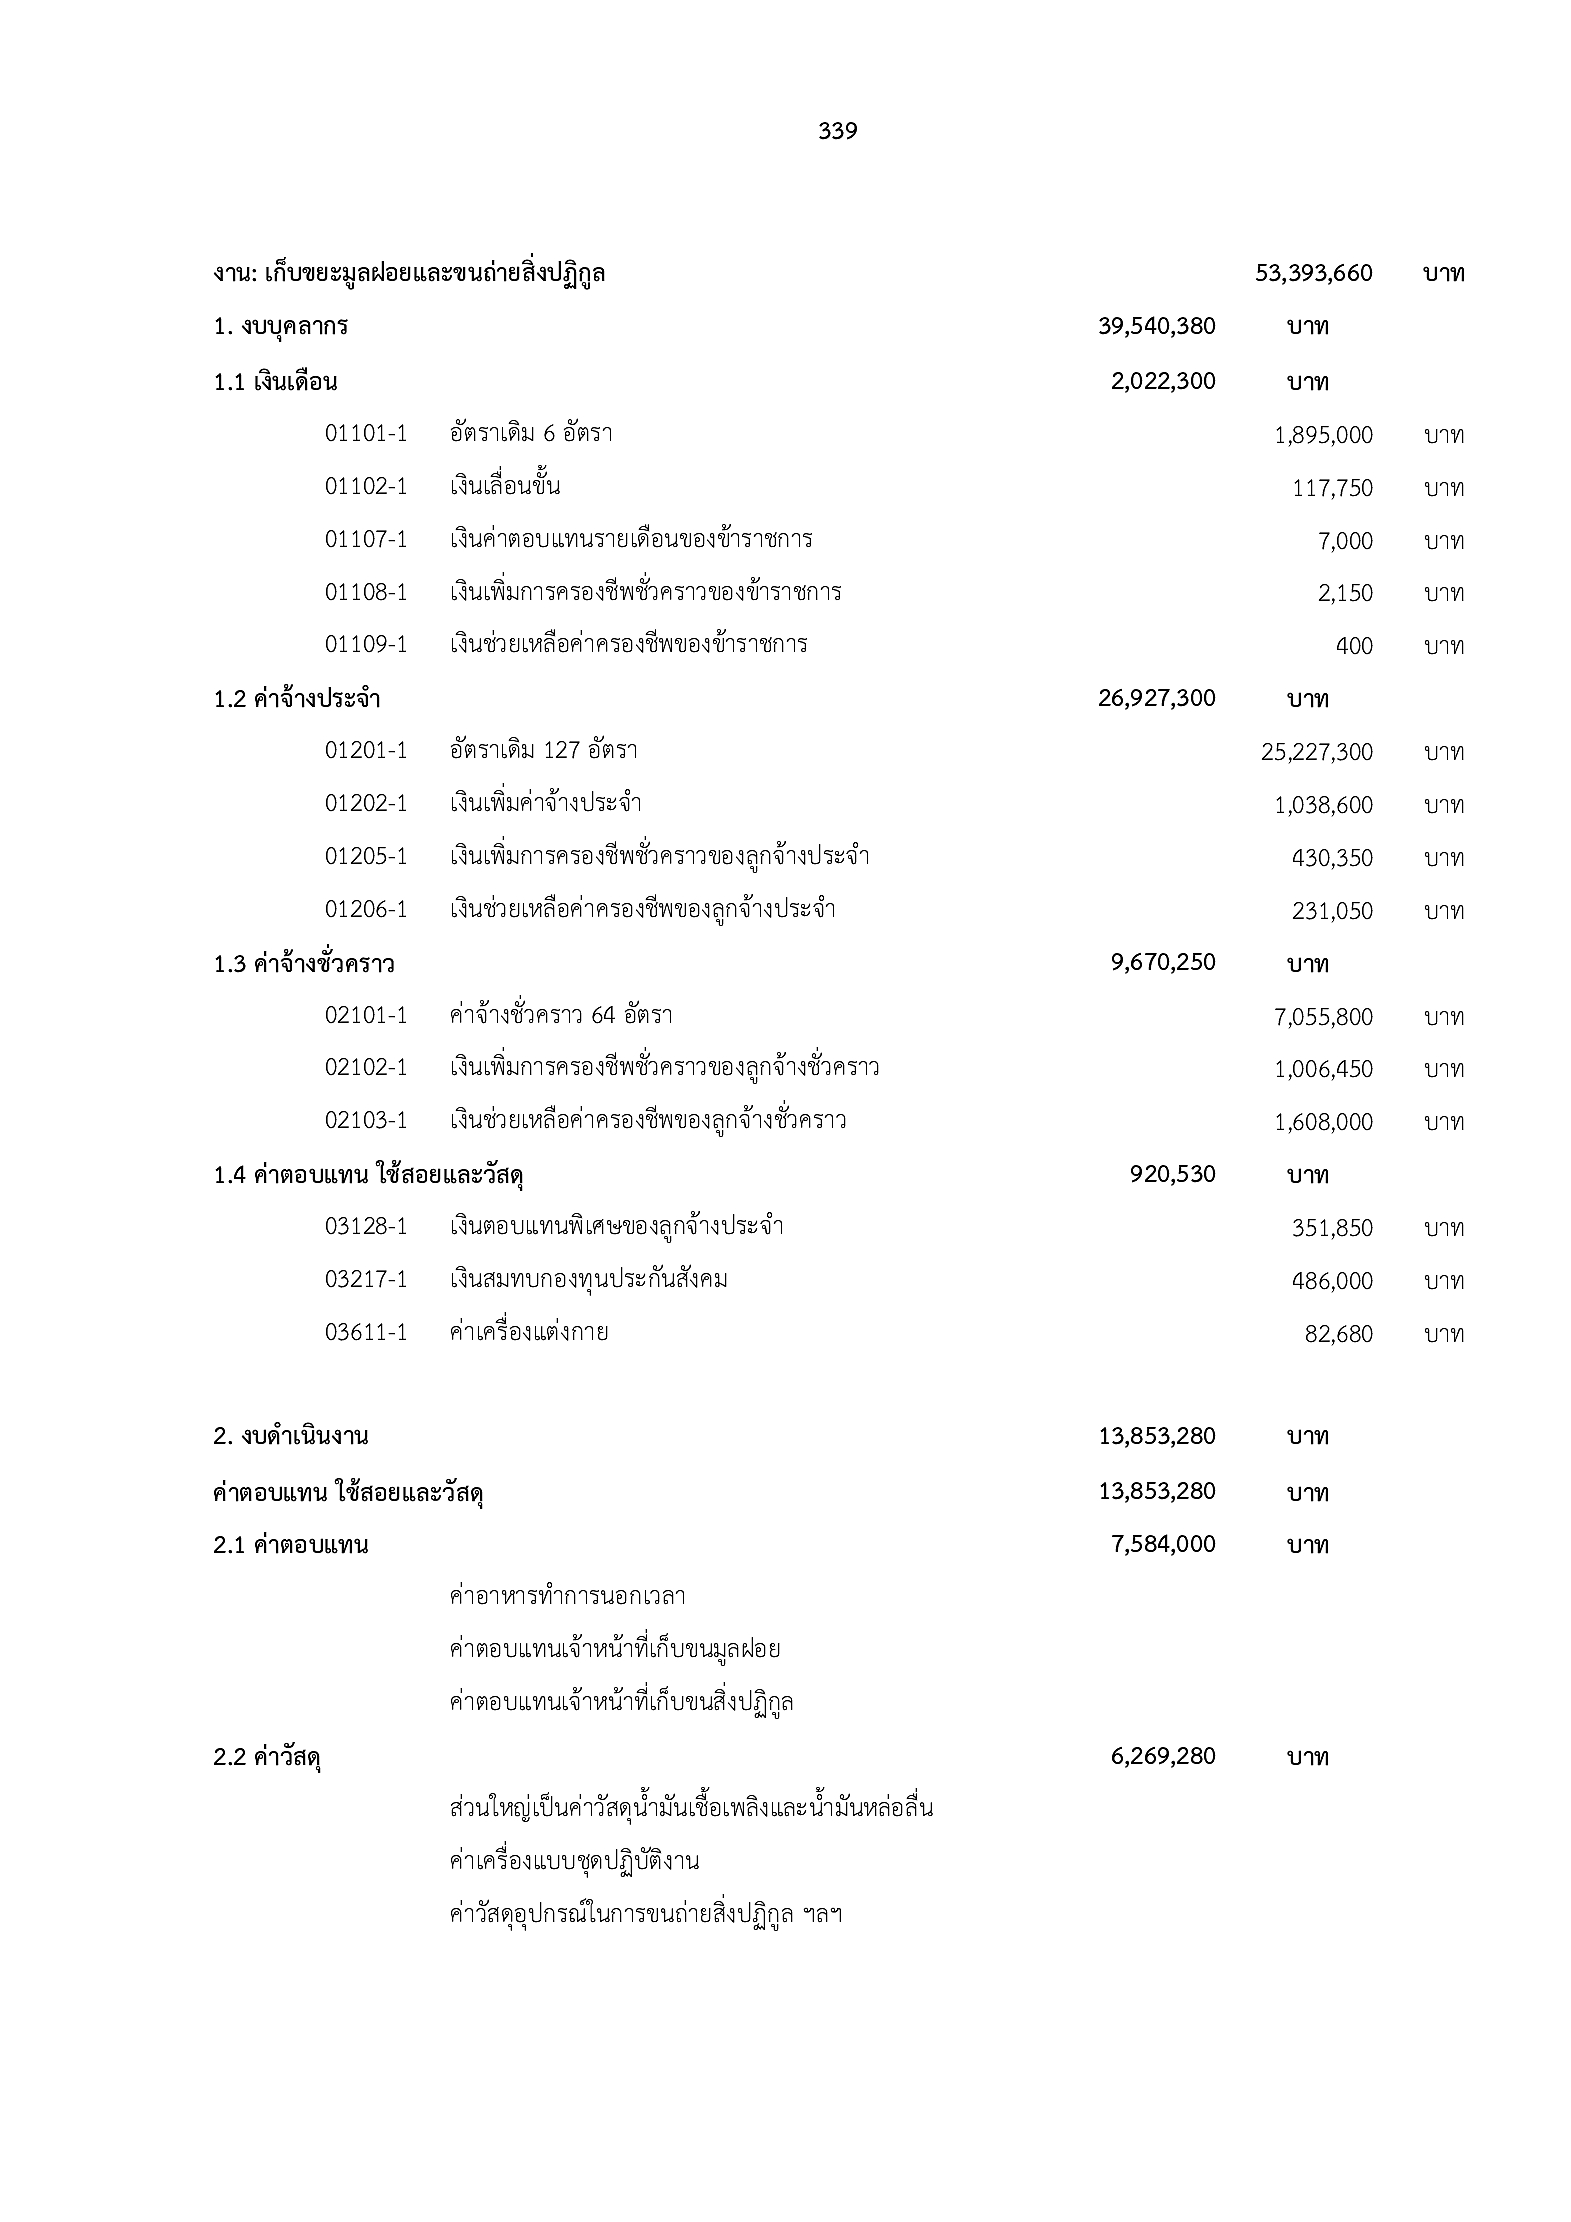 339
งาน: เก็บขยะมูลฝอยและขนถ่ายสิ่งปฏิกูล 53,393,660 บาท
1. งบบุคลากร 39,540,380 บาท
1.1 เงินเดือน 2,022,300 บาท
01101-1 อัตราเดิม 6 อัตรา 1,895,000 บาท
01102-1 เงินเลื่อนขั้น 117,750 บาท
01107-1 เงินค่าตอบแทนรายเดือนของข้าราชการ 7,000 บาท
01108-1 เงินเพิ่มการครองชีพชั่วคราวของข้าราชการ 2,150 บาท
01109-1 เงินช่วยเหลือค่าครองชีพของข้าราชการ 400 บาท
1.2 ค่าจ้างประจำ 26,927,300 บาท
01201-1 อัตราเดิม 127 อัตรา 25,227,300 บาท
01202-1 เงินเพิ่มค่าจ้างประจำ 1,038,600 บาท
01205-1 เงินเพิ่มการครองชีพชั่วคราวของลูกจ้างประจำ 430,350 บาท
01206-1 เงินช่วยเหลือค่าครองชีพของลูกจ้างประจำ 231,050 บาท
1.3 ค่าจ้างชั่วคราว 9,670,250 บาท
02101-1 ค่าจ้างชั่วคราว 64 อัตรา 7,055,800 บาท
02102-1 เงินเพิ่มการครองชีพชั่วคราวของลูกจ้างชั่วคราว 1,006,450 บาท
02103-1 เงินช่วยเหลือค่าครองชีพของลูกจ้างชั่วคราว 1,608,000 บาท
1.4 ค่าตอบแทน ใช้สอยและวัสดุ 920,530 บาท
03128-1 เงินตอบแทนพิเศษของลูกจ้างประจำ 351,850 บาท
03217-1 เงินสมทบกองทุนประกันสังคม 486,000 บาท
03611-1 ค่าเครื่องแต่งกาย 82,680 บาท
2. งบดำเนินงาน 13,853,280 บาท
ค่าตอบแทน ใช้สอยและวัสดุ 13,853,280 บาท
2.1 ค่าตอบแทน 7,584,000 บาท
ค่าอาหารทำการนอกเวลา
ค่าตอบแทนเจ้าหน้าที่เก็บขนมูลฝอย
ค่าตอบแทนเจ้าหน้าที่เก็บขนสิ่งปฏิกูล
2.2 ค่าวัสดุ 6,269,280 บาท
ส่วนใหญ่เป็นค่าวัสดุน้ำมันเชื้อเพลิงและน้ำมันหล่อลื่น
ค่าเครื่องแบบชุดปฏิบัติงาน
ค่าวัสดุอุปกรณ์ในการขนถ่ายสิ่งปฏิกูล ฯลฯ